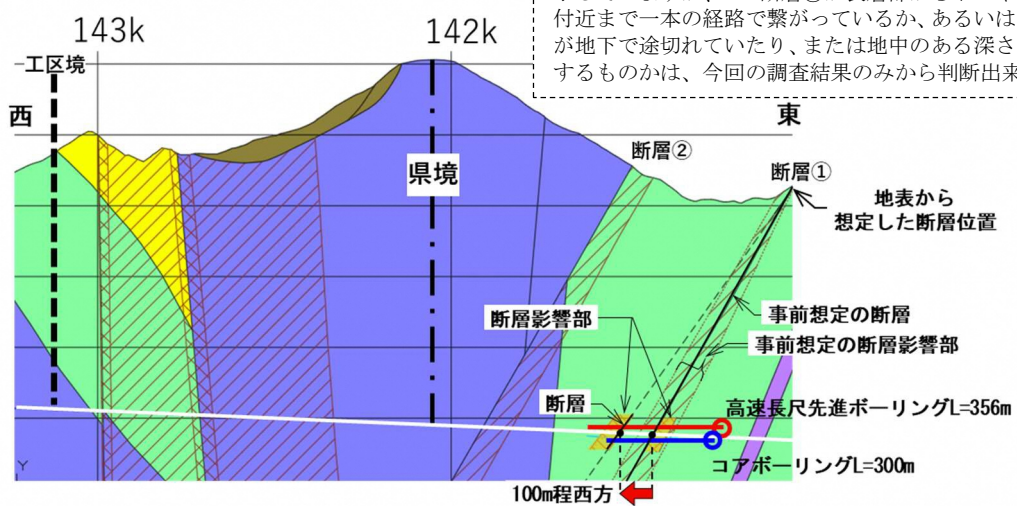 付近まで一本の経路で繋がっているか、あるいは
が地下で途切れていたり、または地中のある深さ
するものかは、今回の調査結果のみから判断出来
143k
142k
工区境
西
東
県境
断層②
断層①
地表から
想定した断層位置
断層影響部
事前想定の断層
事前想定の断層影響部
断層
高速長尺先進ボーリングL=356m
コアボーリングL=300m
100m程西方
Y